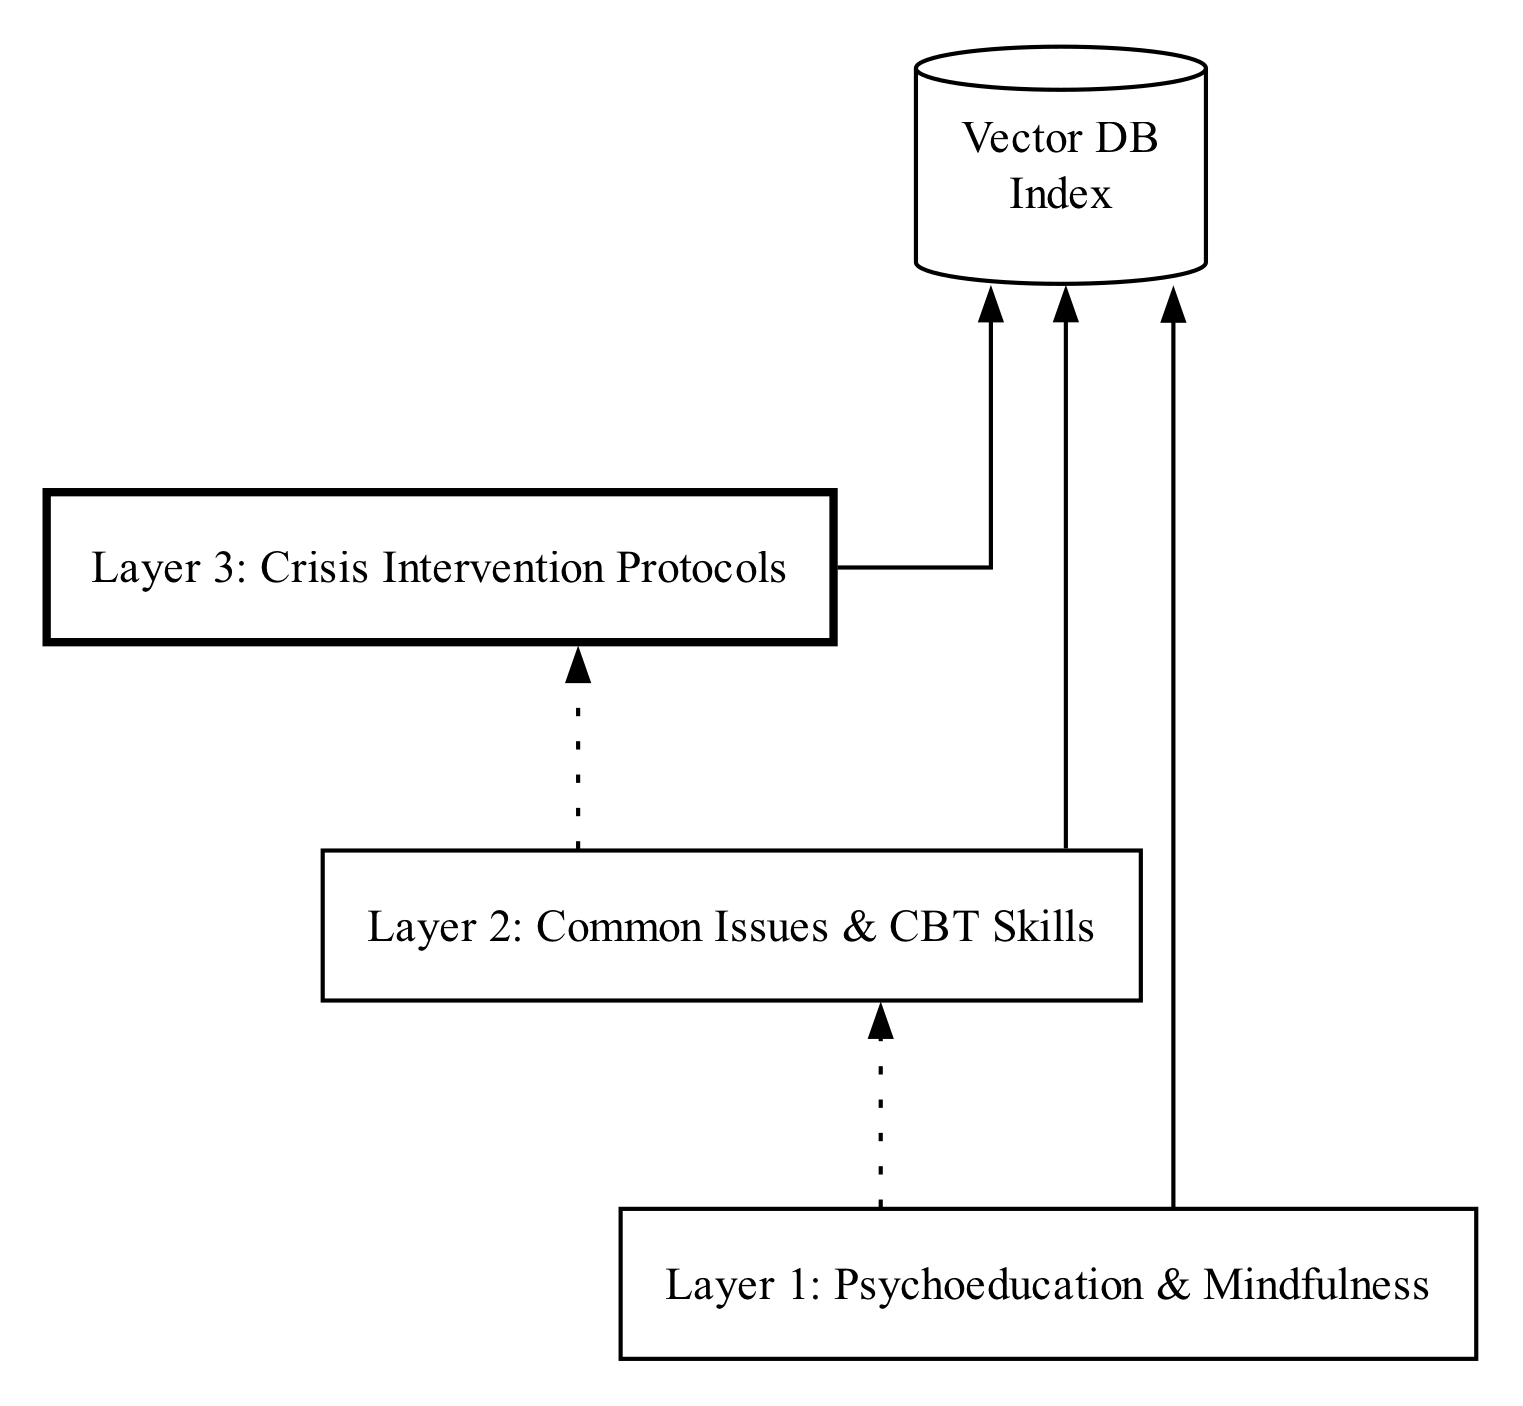 Vector DB
Index
Layer 3: Crisis Intervention Protocols
Layer 2: Common Issues & CBT Skills
Layer 1: Psychoeducation & Mindfulness